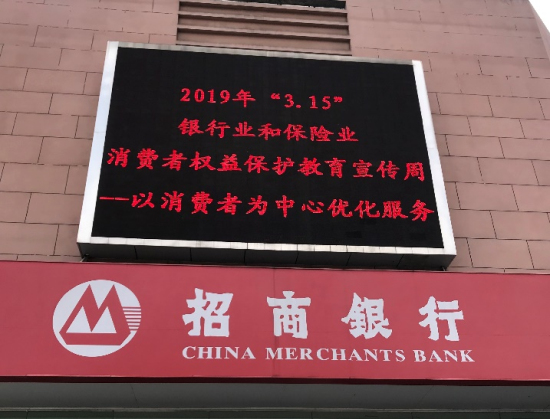 2019年“3.15”
银行业和保险业
消费者权益保护教育宣传周
--以消费者为中心优化服务
招商銀行
CHINA MERCHANTS BANK